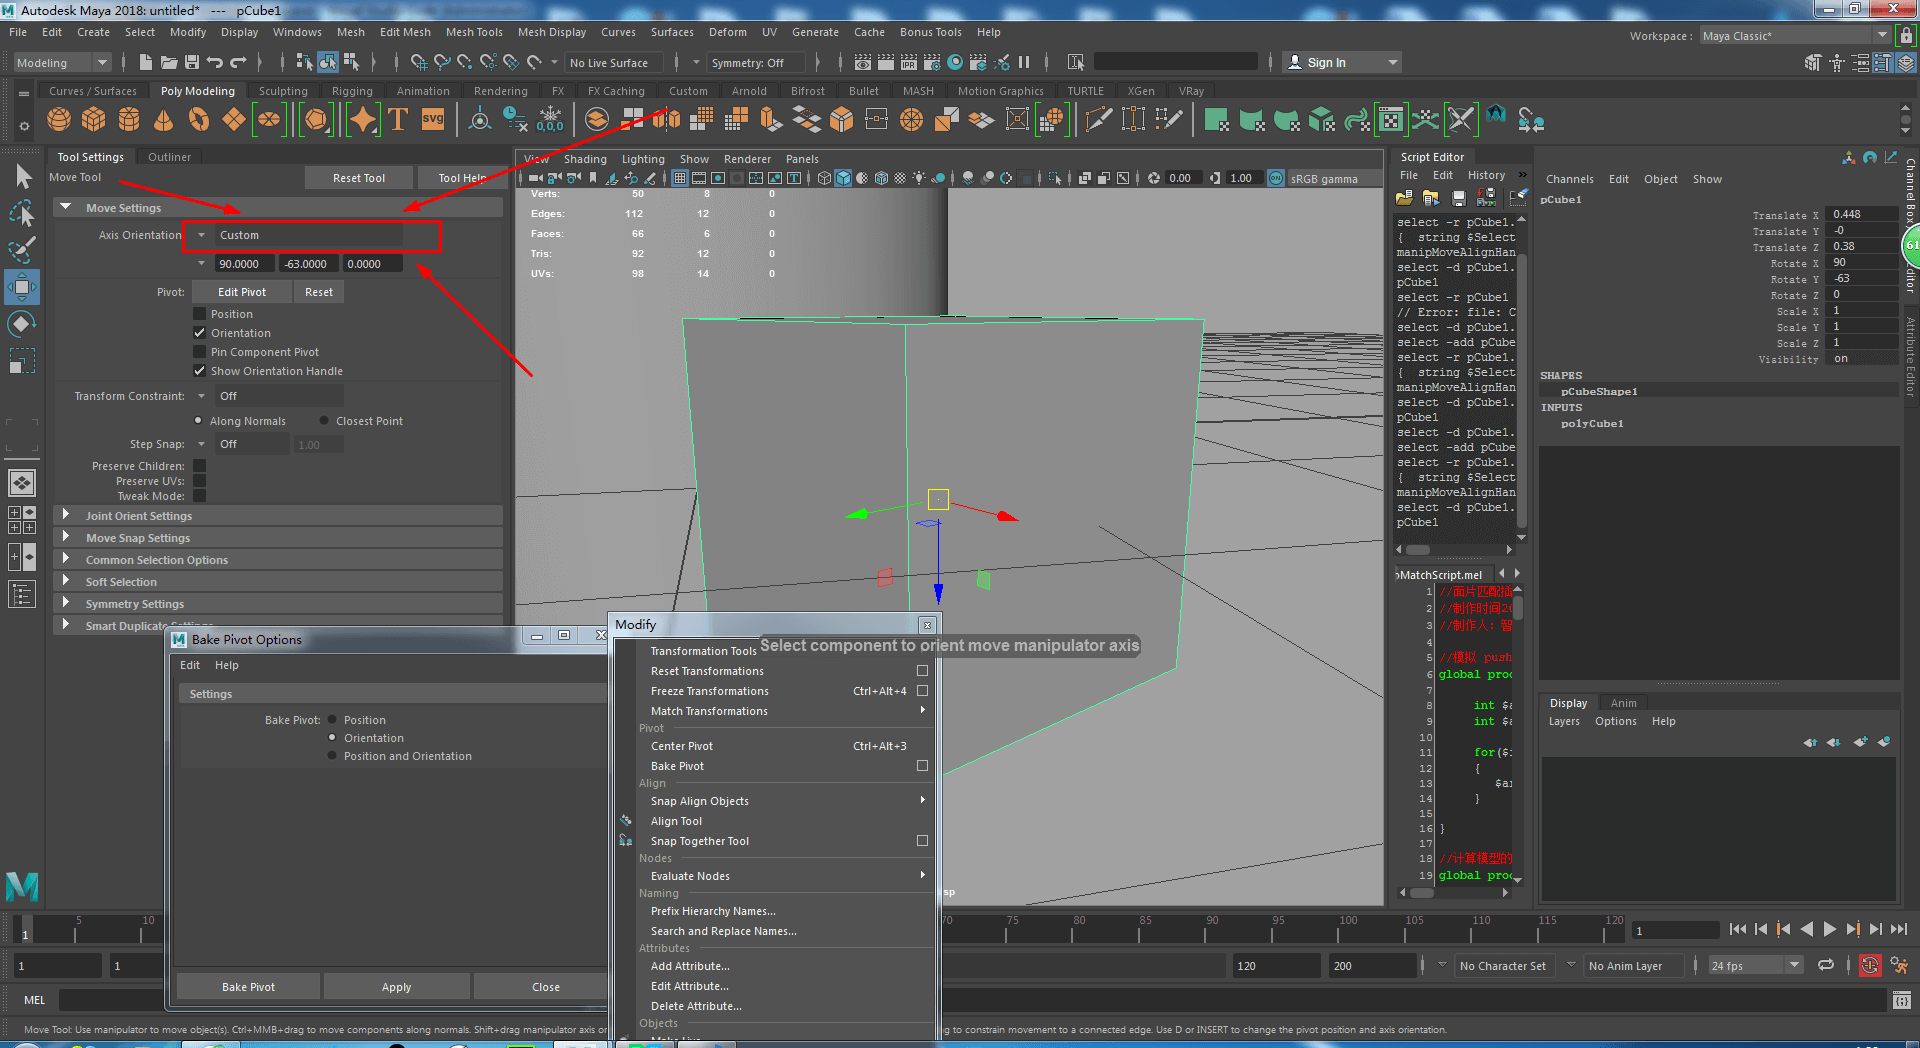 Autodesk Maya 2018: untitled*   ---   pCube1
File Edit Create Select Modify Display Windows Mesh Edit Mesh Mesh Tools Mesh Display Curves Surfaces Deform UV Generate Cache Bonus Tools Help
Workspace : Maya Classic*
Modeling No Live Surface Symmetry: Off Sign In
Curves / Surfaces Poly Modeling Sculpting Rigging Animation Rendering FX FX Caching Custom Arnold Bifrost Bullet MASH Motion Graphics TURTLE XGen VRay
T svg 0,0,0
Tool Settings Outliner
Move Tool Reset Tool Tool Help
Move Settings
Axis Orientation Custom
90.0000 -63.0000 0.0000
Pivot: Edit Pivot Reset
Position
Orientation
Pin Component Pivot
Show Orientation Handle
Transform Constraint: Off
Along Normals Closest Point
Step Snap: Off 1.00
Preserve Children:
Preserve UVs:
Tweak Mode:
Joint Orient Settings
Move Snap Settings
Common Selection Options
Soft Selection
Symmetry Settings
Smart Duplicate Settings
View Shading Lighting Show Renderer Panels
IPR
0.00 1.00 ON sRGB gamma
Verts: 50 8 0
Edges: 112 12 0
Faces: 66 6 0
Tris: 92 12 0
UVs: 98 14 0
Select component to orient move manipulator axis
sp
Bake Pivot Options
Edit Help
Settings
Bake Pivot: Position
Orientation
Position and Orientation
Bake Pivot Apply Close
Modify
Transformation Tools
Reset Transformations
Freeze Transformations Ctrl+Alt+4
Match Transformations
Pivot
Center Pivot Ctrl+Alt+3
Bake Pivot
Align
Snap Align Objects
Align Tool
Snap Together Tool
Nodes
Evaluate Nodes
Naming
Prefix Hierarchy Names...
Search and Replace Names...
Attributes
Add Attribute...
Edit Attribute...
Delete Attribute...
Objects
Script Editor
File Edit History »
select -r pCube1.
{  string $Select
manipMoveAlignHan
select -d pCube1.
pCube1
select -r pCube1
// Error: file: C
select -d pCube1.
select -add pCube
select -r pCube1.
{  string $Select
manipMoveAlignHan
select -d pCube1.
pCube1
select -d pCube1.
select -add pCube
select -r pCube1.
{  string $Select
manipMoveAlignHan
select -d pCube1.
pCube1
pMatchScript.mel
1 //面片匹配插
2 //制作时间20
3 //制作人: 智
4
5 //模拟 push
6 global proc
7
8 int $a
9 int $a
10
11 for($i
12 {
13 $ar
14 }
15
16 }
17
18 //计算模型的
19 global proc
Channels Edit Object Show
pCube1
Translate X 0.448
Translate Y -0
Translate Z 0.38
Rotate X 90
Rotate Y -63
Rotate Z 0
Scale X 1
Scale Y 1
Scale Z 1
Visibility on
SHAPES
pCubeShape1
INPUTS
polyCube1
61
Attribute Editor
Display Anim
Layers Options Help
1 5 10 70 75 80 85 90 95 100 105 110 115 120 1
1 1 120 200 No Character Set No Anim Layer 24 fps
MEL
Move Tool: Use manipulator to move object(s). Ctrl+MMB+drag to move components along normals. Shift+drag manipulator axis or
to constrain movement to a connected edge. Use D or INSERT to change the pivot position and axis orientation.